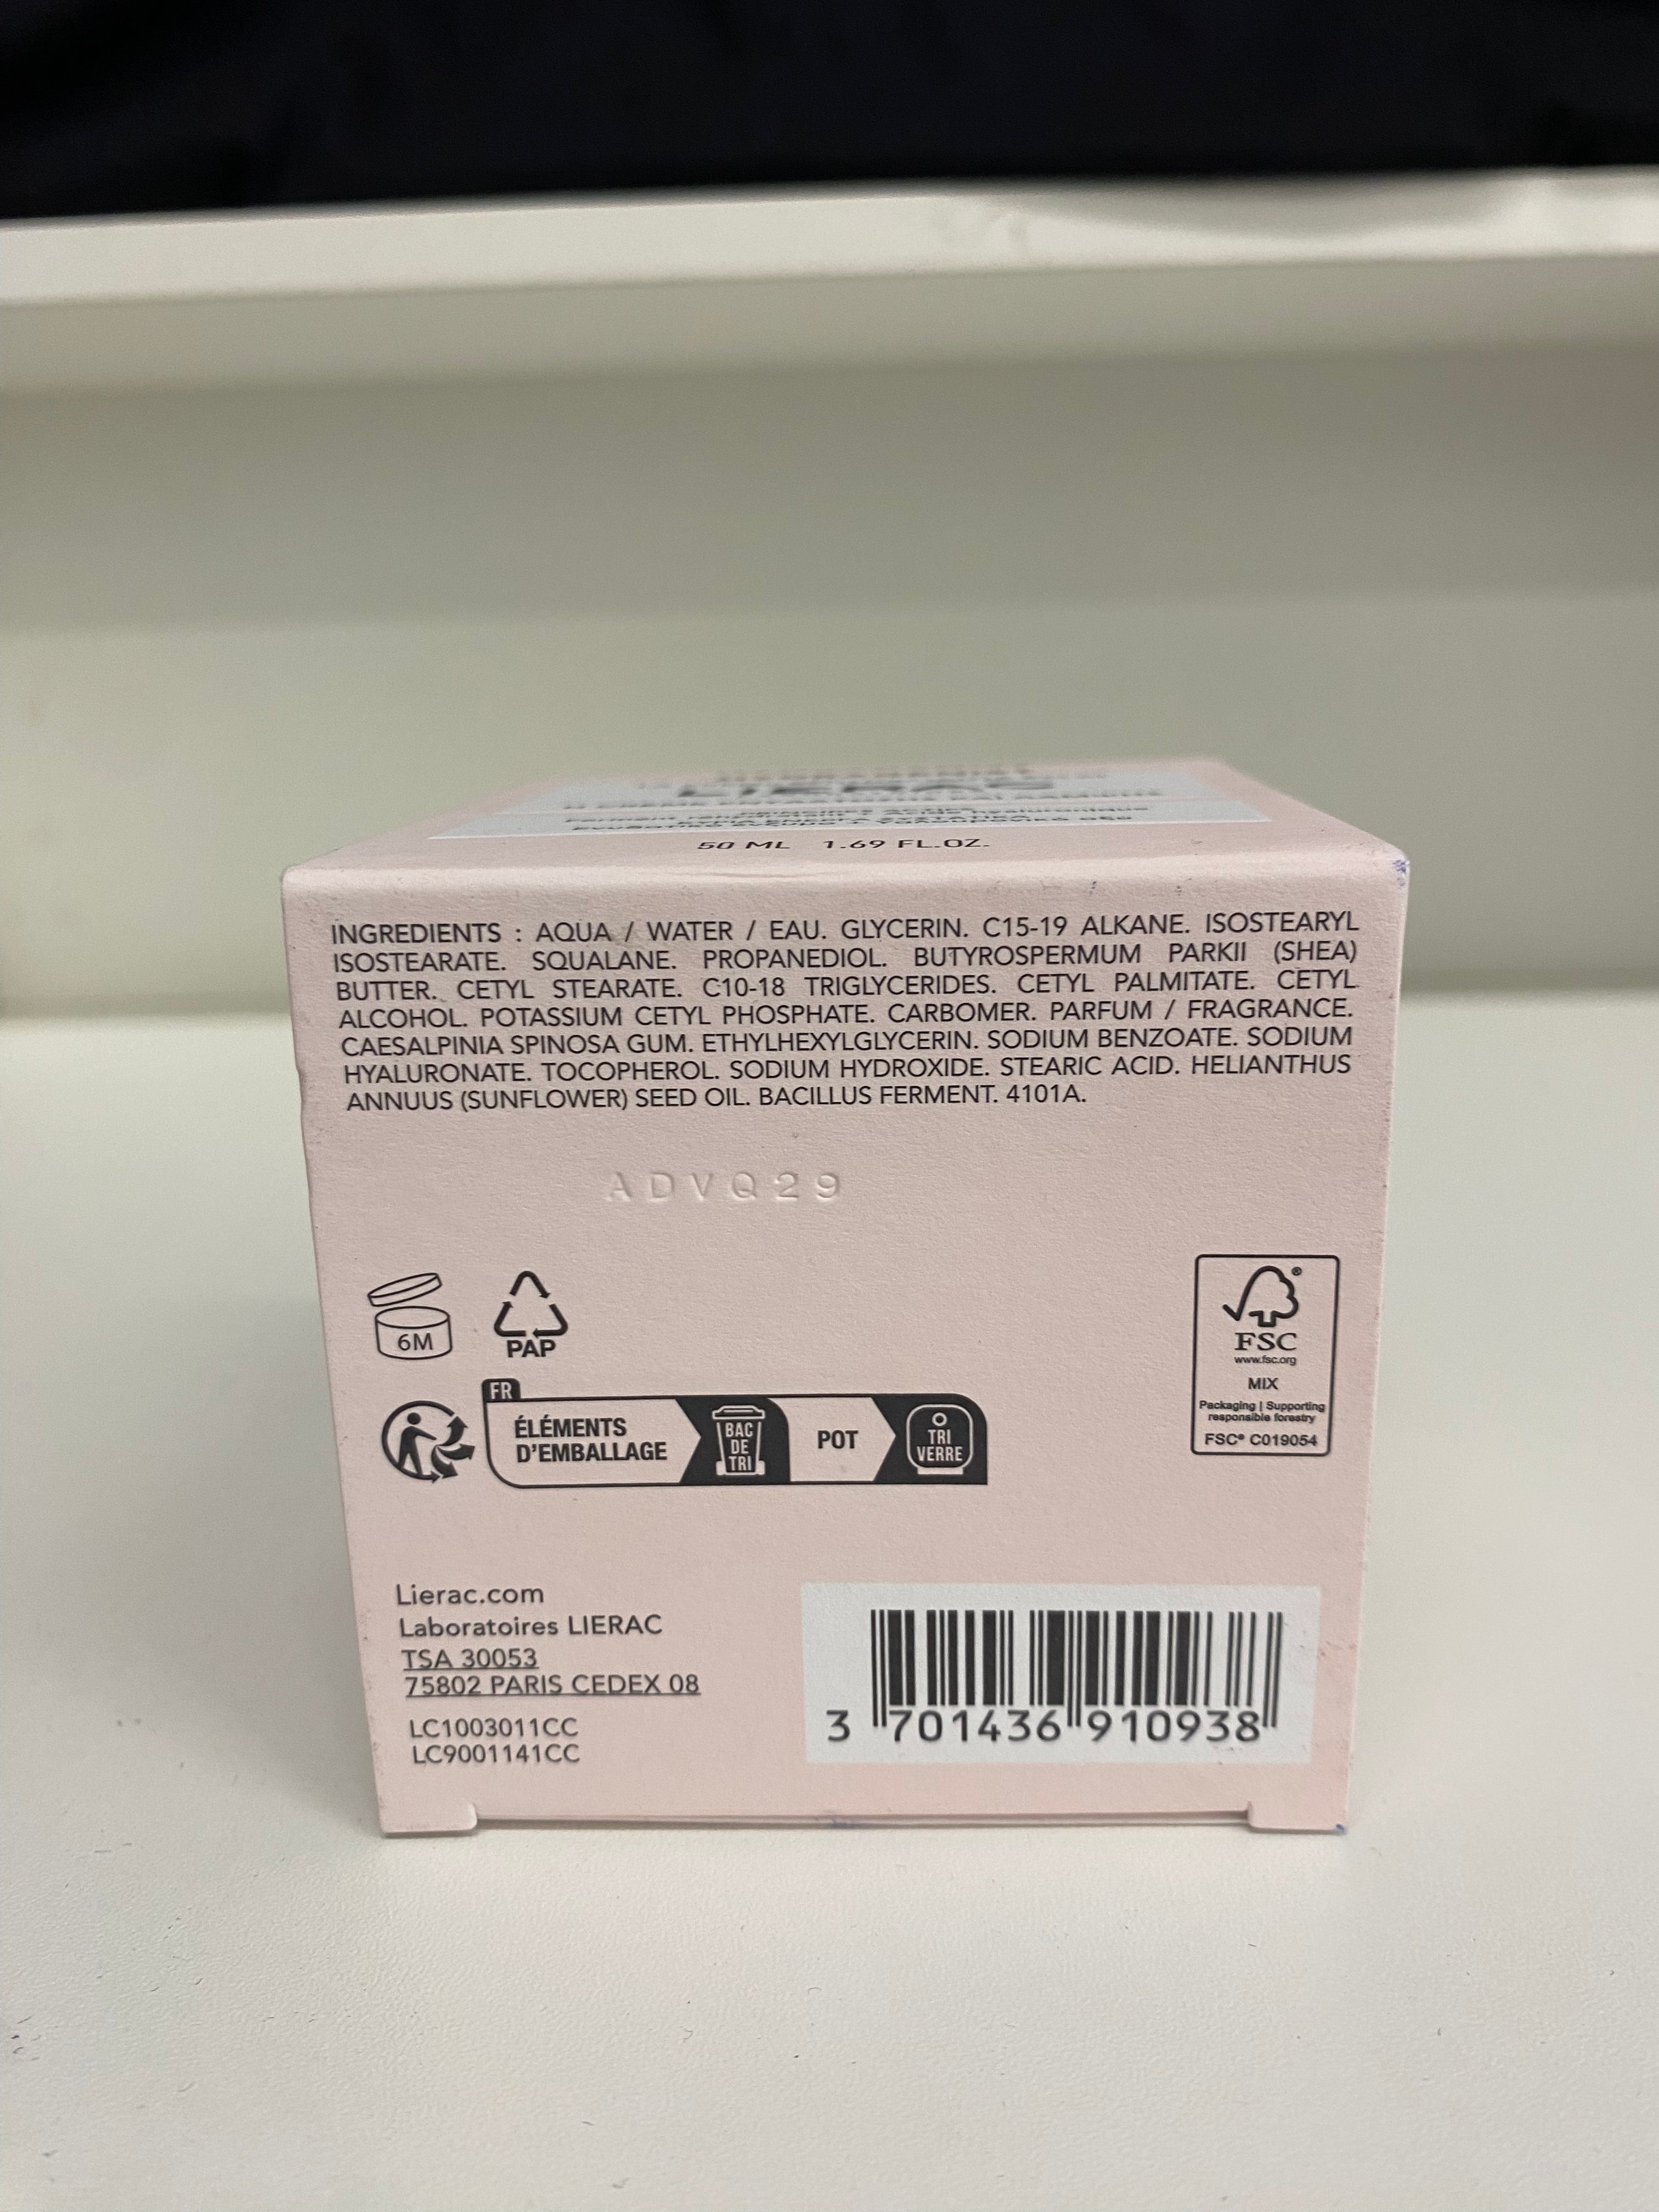 LIERAC
50 ML 1.69 FL.OZ.
INGREDIENTS : AQUA / WATER / EAU. GLYCERIN. C15-19 ALKANE. ISOSTEARYL
ISOSTEARATE. SQUALANE. PROPANEDIOL. BUTYROSPERMUM PARKII (SHEA)
BUTTER. CETYL STEARATE. C10-18 TRIGLYCERIDES. CETYL PALMITATE. CETYL
ALCOHOL. POTASSIUM CETYL PHOSPHATE. CARBOMER. PARFUM / FRAGRANCE.
CAESALPINIA SPINOSA GUM. ETHYLHEXYLGLYCERIN. SODIUM BENZOATE. SODIUM
HYALURONATE. TOCOPHEROL. SODIUM HYDROXIDE. STEARIC ACID. HELIANTHUS
ANNUUS (SUNFLOWER) SEED OIL. BACILLUS FERMENT. 4101A.
ADVQ29
6M
PAP
FSC
www.fsc.org
MIX
Packaging | Supporting
responsible forestry
FSC® C019054
FR
ÉLÉMENTS
D'EMBALLAGE
BAC
DE
TRI
POT
TRI
VERRE
Lierac.com
Laboratoires LIERAC
TSA 30053
75802 PARIS CEDEX 08
LC1003011CC
LC9001141CC
3 701436 910938